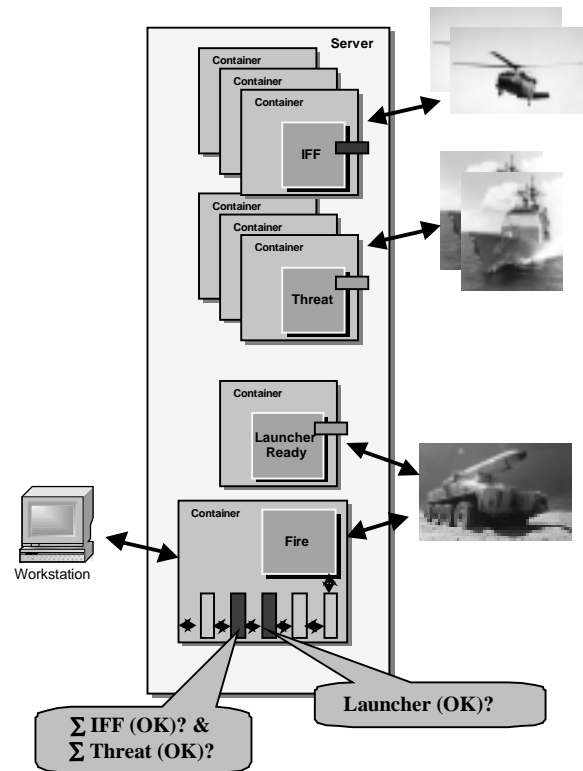 Server
Container
Container
Container
IFF
Container
Container
Container
Threat
Container
Launcher
Ready
Container
Fire
Workstation
Σ IFF (OK)? &
Σ Threat (OK)?
Launcher (OK)?